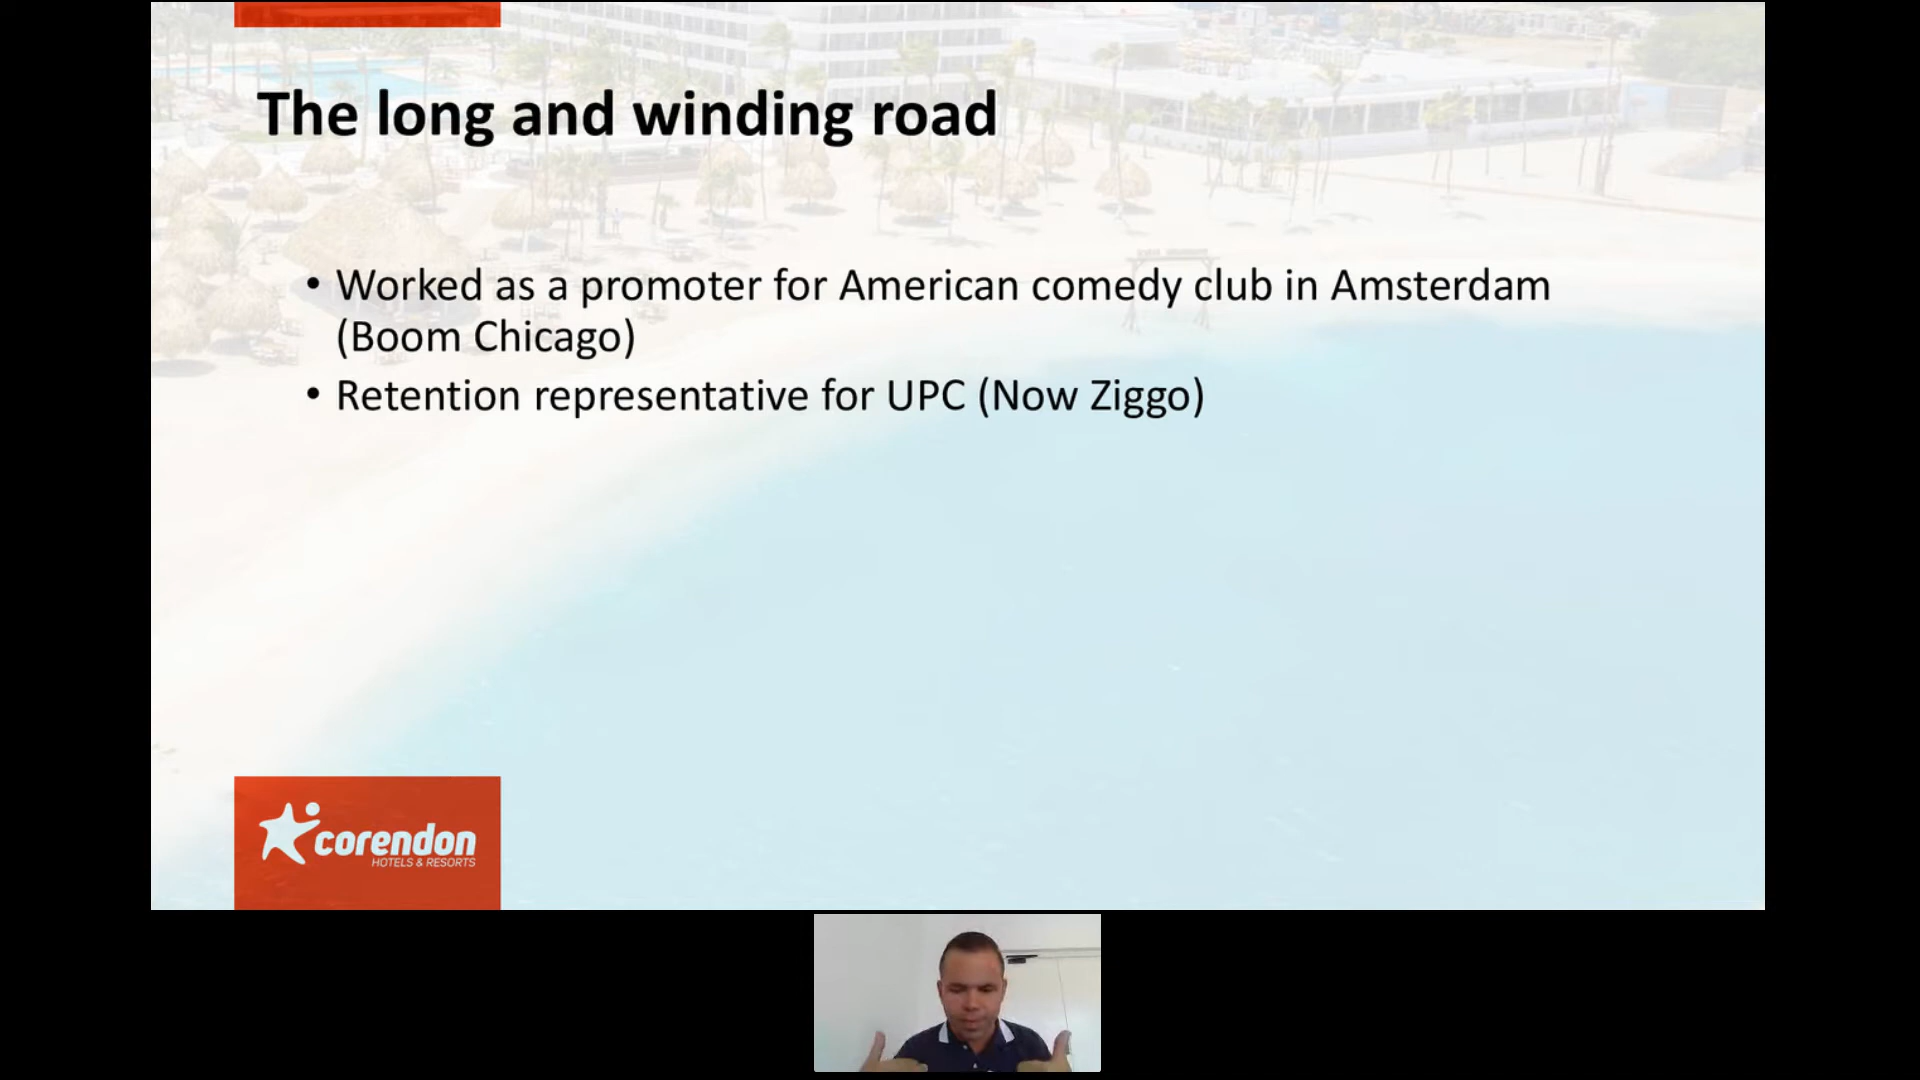 The long and winding road
• Worked as a promoter for American comedy club in Amsterdam
(Boom Chicago)
• Retention representative for UPC (Now Ziggo)
corendon
HOTELS & RESORTS